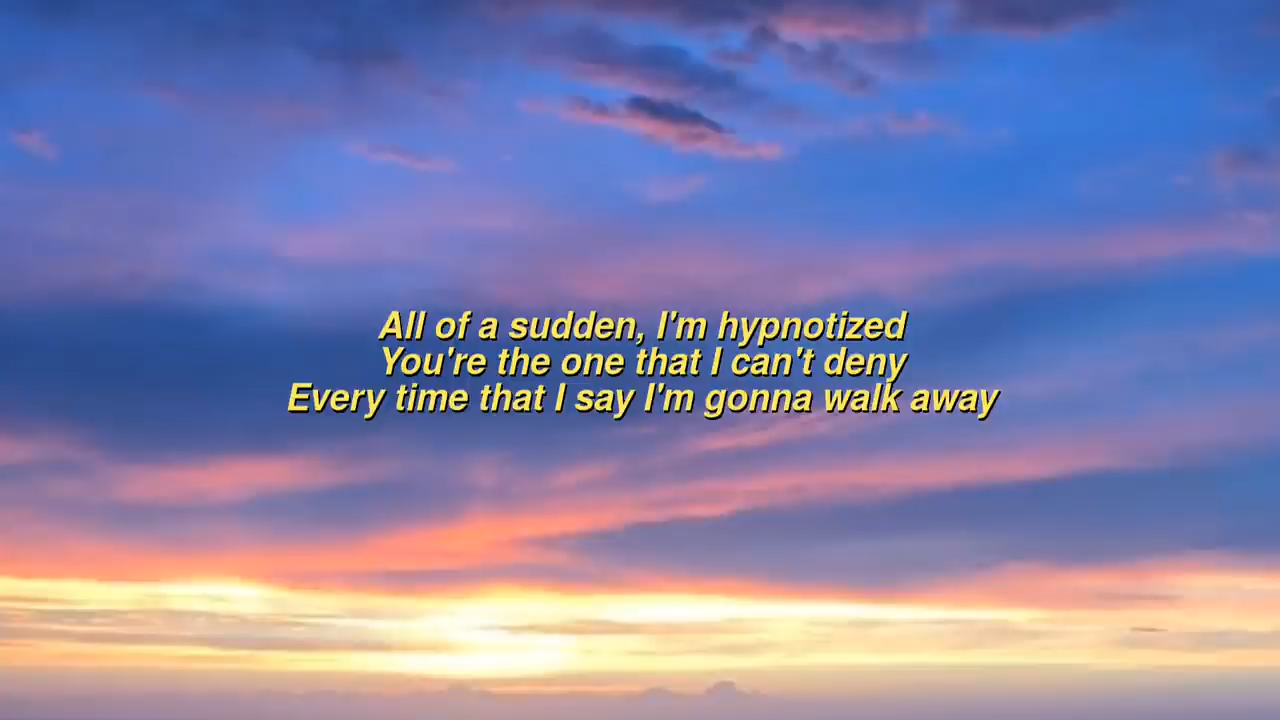 All of a sudden, I'm hypnotized
You're the one that I can't deny
Every time that I say I'm gonna walk away